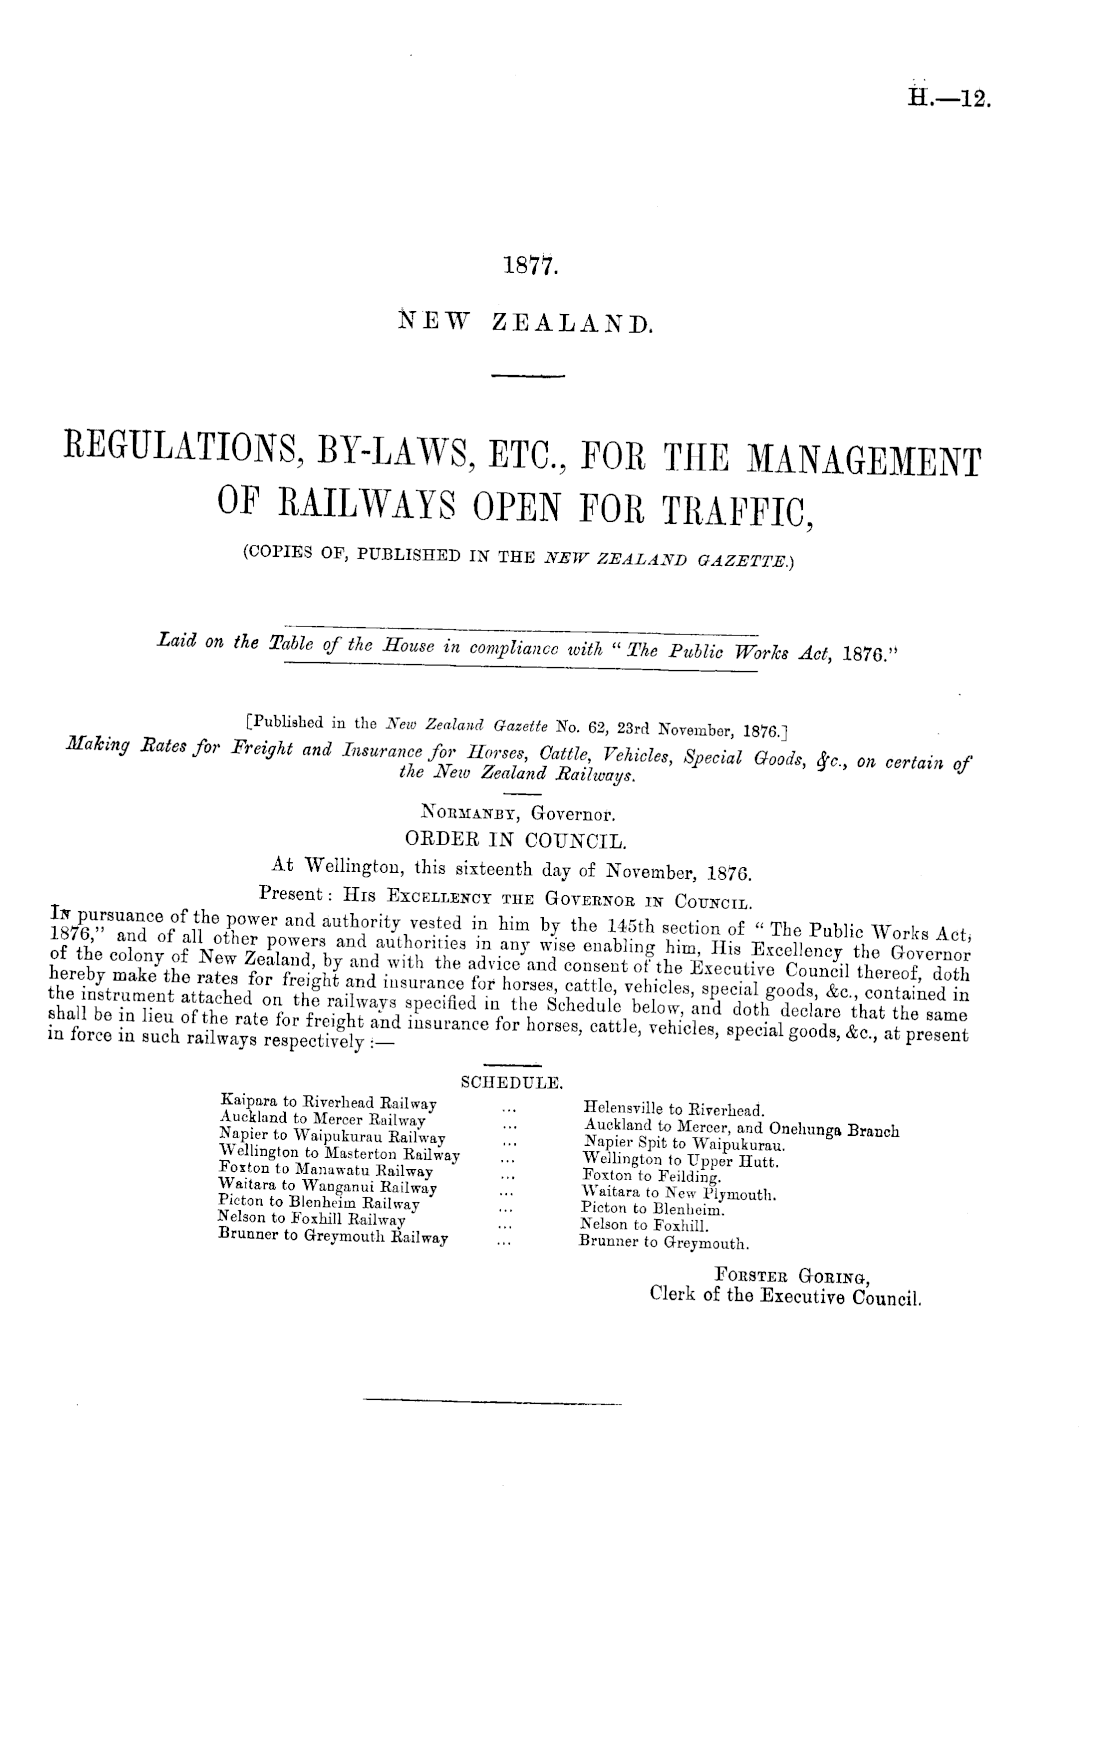 H.—12.
1877.
NEW ZEALAND.
REGULATIONS, BY-LAWS, ETC., FOR THE MANAGEMENT
OF RAILWAYS OPEN FOR TRAFFIC,
(COPIES OF, PUBLISHED IN THE NEW ZEALAND GAZETTE.)
Laid on the Table of the House in compliance with "The Public Works Act, 1876."
[Published in the New Zealand Gazette No. 62, 23rd November, 1876.]
Making Rates for Freight and Insurance for Horses, Cattle, Vehicles, Special Goods, &c., on certain of
the New Zealand Railways.
NORMANBY, Governor.
ORDER IN COUNCIL.
At Wellington, this sixteenth day of November, 1876.
Present: HIS EXCELLENCY THE GOVERNOR IN COUNCIL.
IN pursuance of the power and authority vested in him by the 145th section of "The Public Works Act,
1876," and of all other powers and authorities in any wise enabling him, His Excellency the Governor
of the colony of New Zealand, by and with the advice and consent of the Executive Council thereof, doth
hereby make the rates for freight and insurance for horses, cattle, vehicles, special goods, &c., contained in
the instrument attached on the railways specified in the Schedule below, and doth declare that the same
shall be in lieu of the rate for freight and insurance for horses, cattle, vehicles, special goods, &c., at present
in force in such railways respectively:—
SCHEDULE.
Kaipara to Riverhead Railway ... Helensville to Riverhead.
Auckland to Mercer Railway ... Auckland to Mercer, and Onehunga Branch
Napier to Waipukurau Railway ... Napier Spit to Waipukurau.
Wellington to Masterton Railway ... Wellington to Upper Hutt.
Foxton to Manawatu Railway ... Foxton to Feilding.
Waitara to Wanganui Railway ... Waitara to New Plymouth.
Picton to Blenheim Railway ... Picton to Blenheim.
Nelson to Foxhill Railway ... Nelson to Foxhill.
Brunner to Greymouth Railway ... Brunner to Greymouth.
FORSTER GORING,
Clerk of the Executive Council.